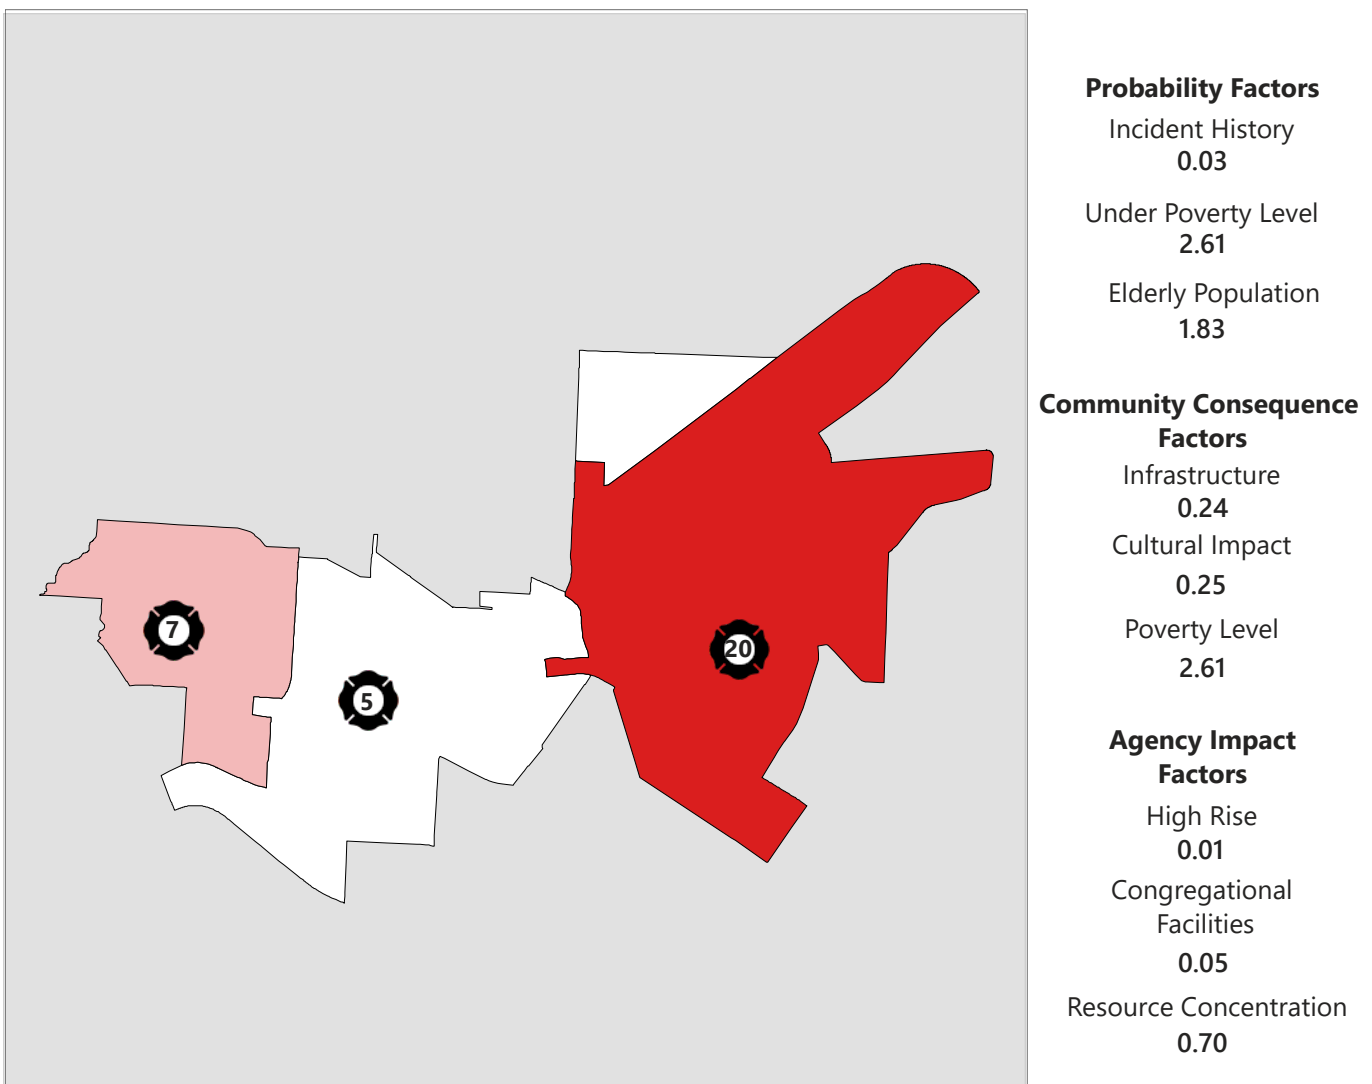 7
5
20
Probability Factors
Incident History
0.03
Under Poverty Level
2.61
Elderly Population
1.83
Community Consequence
Factors
Infrastructure
0.24
Cultural Impact
0.25
Poverty Level
2.61
Agency Impact
Factors
High Rise
0.01
Congregational
Facilities
0.05
Resource Concentration
0.70